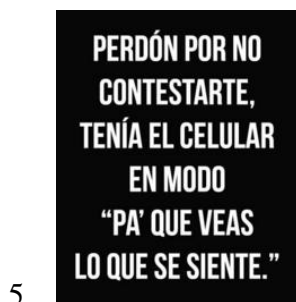 PERDÓN POR NO
CONTESTARTE,
TENÍA EL CELULAR
EN MODO
“PA’ QUE VEAS
LO QUE SE SIENTE.”
5